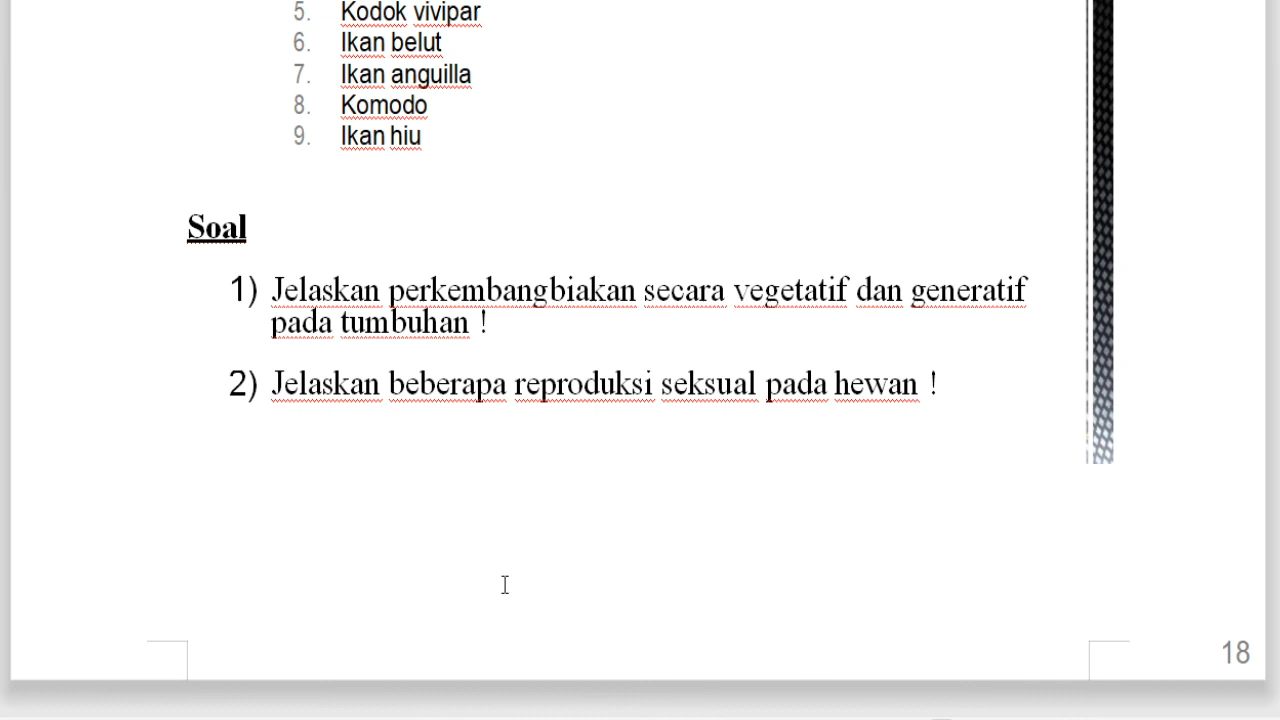 5. Kodok vivipar
6. Ikan belut
7. Ikan anguilla
8. Komodo
9. Ikan hiu
Soal
1) Jelaskan perkembangbiakan secara vegetatif dan generatif
pada tumbuhan !
2) Jelaskan beberapa reproduksi seksual pada hewan !
18